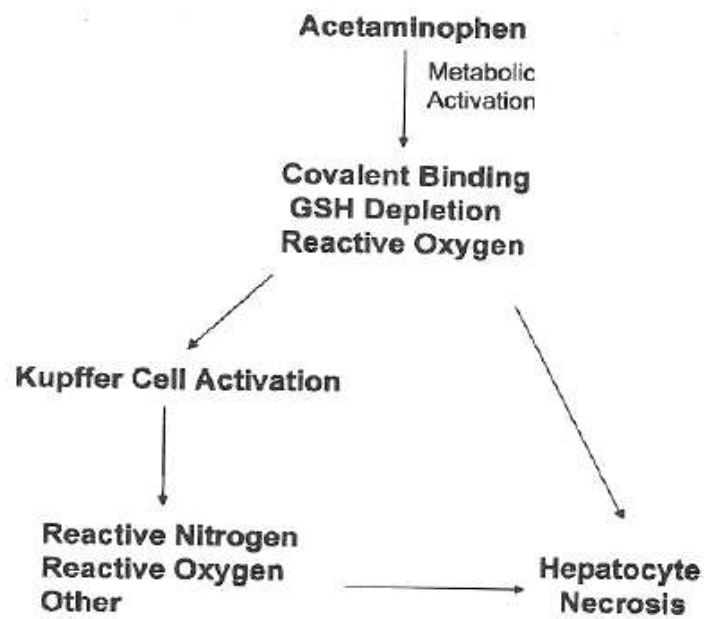 Acetaminophen
Metabolic
Activation
Covalent Binding
GSH Depletion
Reactive Oxygen
Kupffer Cell Activation
Reactive Nitrogen
Reactive Oxygen
Other
Hepatocyte
Necrosis